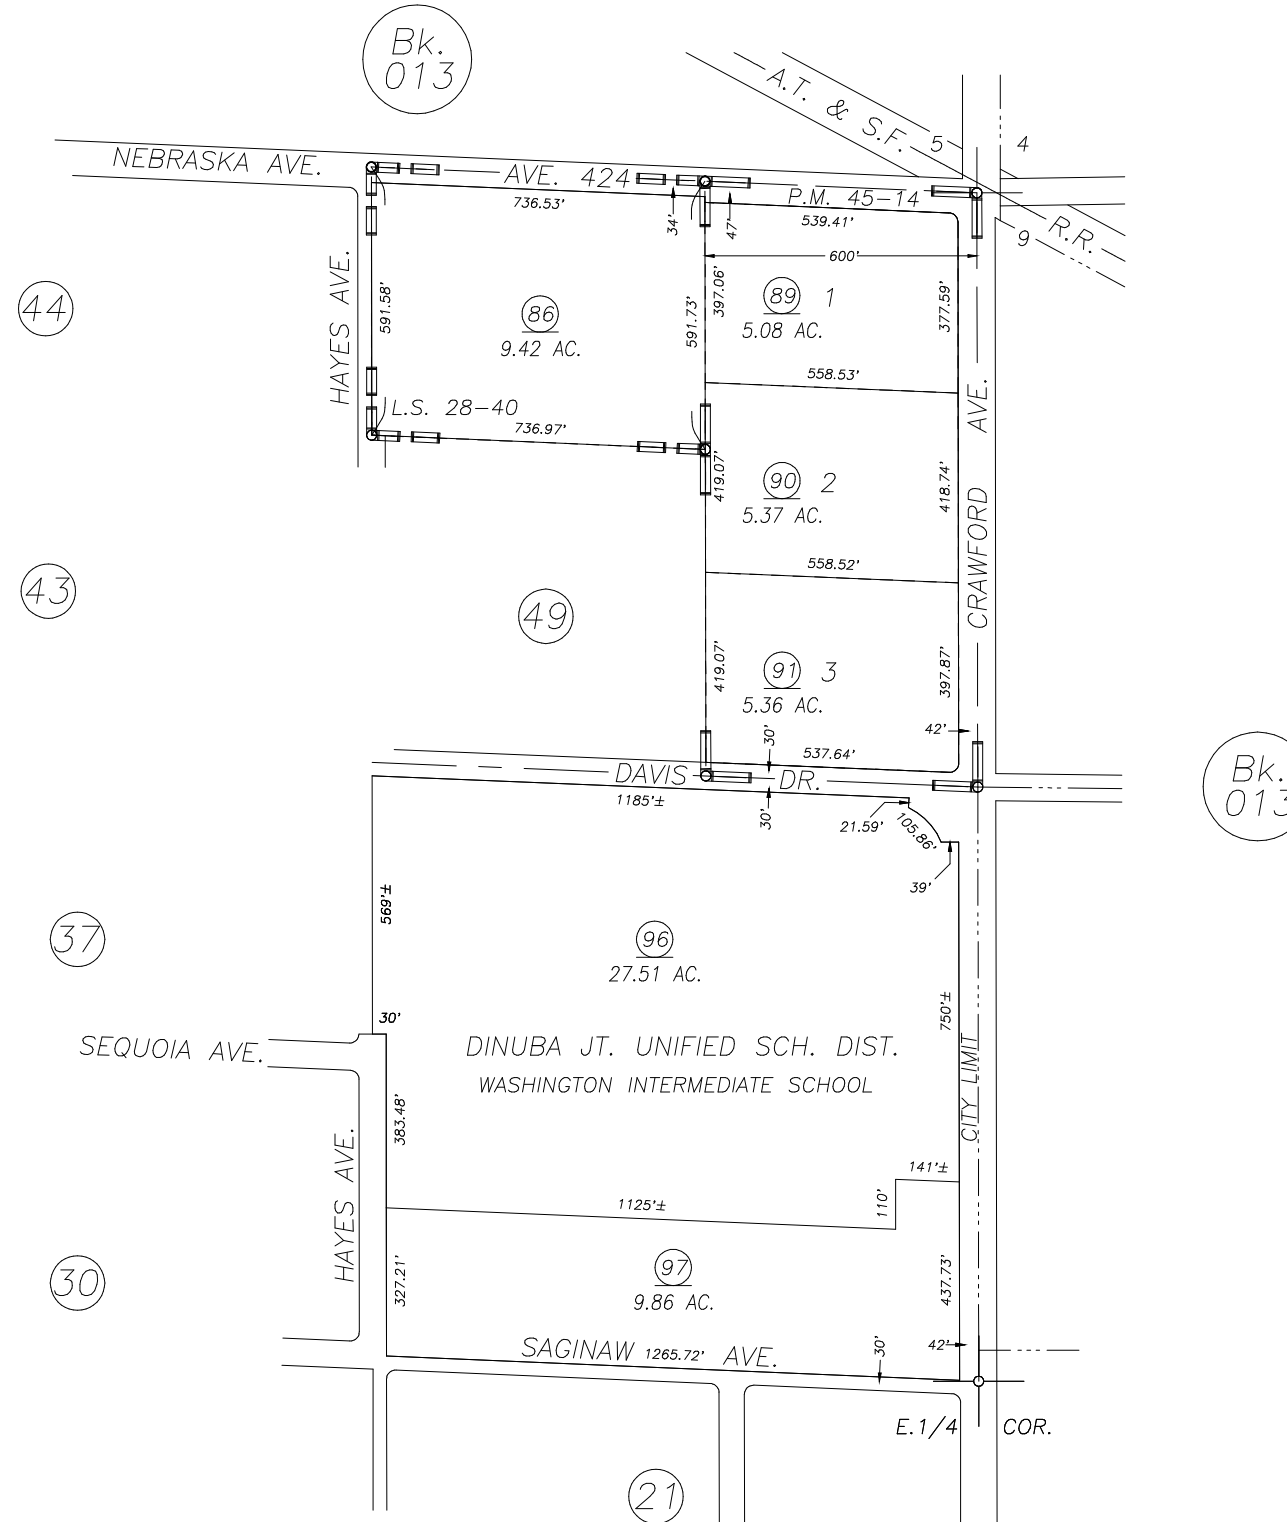 Bk.
013
A.T. & S.F.
R.R.
5
4
9
NEBRASKA AVE.
AVE. 424
P.M. 45-14
736.53'
34'
47'
539.41'
600'
HAYES AVE.
44
591.58'
86
9.42 AC.
591.73'
397.06'
89 1
5.08 AC.
377.59'
558.53'
L.S. 28-40
736.97'
CRAWFORD AVE.
419.07'
90 2
5.37 AC.
418.74'
558.52'
43
49
419.07'
91 3
5.36 AC.
397.87'
42'
30'
537.64'
DAVIS DR.
1185'±
30'
21.59'
105.86'
39'
Bk.
013
569'±
37
96
27.51 AC.
750'±
30'
SEQUOIA AVE.
DINUBA JT. UNIFIED SCH. DIST.
WASHINGTON INTERMEDIATE SCHOOL
CITY LIMIT
383.48'
HAYES AVE.
141'±
110'
1125'±
30
327.21'
97
9.86 AC.
437.73'
SAGINAW 1265.72' AVE.
30'
42'
E.1/4 COR.
21